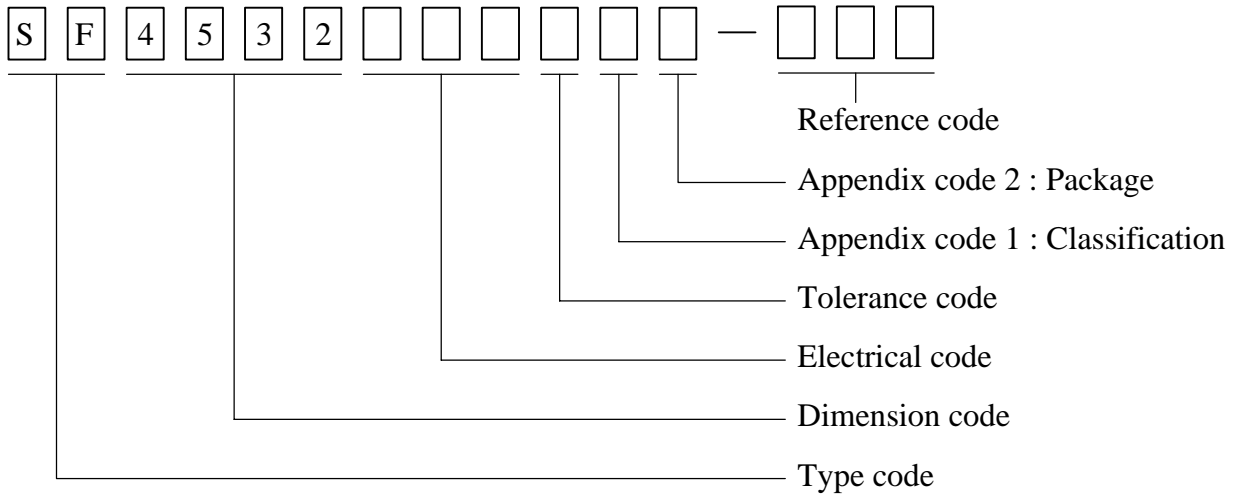 S F 4 5 3 2 —
Reference code
Appendix code 2 : Package
Appendix code 1 : Classification
Tolerance code
Electrical code
Dimension code
Type code